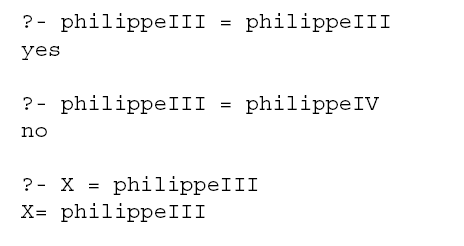 ?- philippeIII = philippeIII
yes
?- philippeIII = philippeIV
no
?- X = philippeIII
X= philippeIII